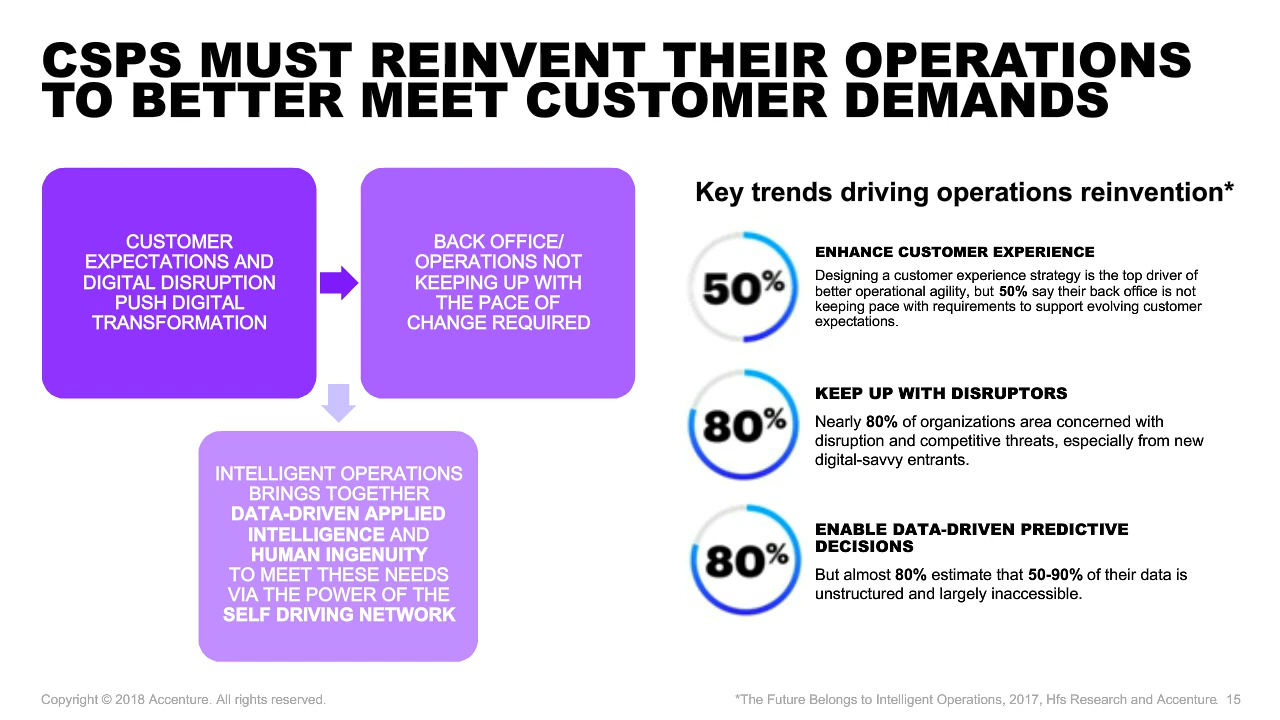 CSPS MUST REINVENT THEIR OPERATIONS
TO BETTER MEET CUSTOMER DEMANDS
CUSTOMER
EXPECTATIONS AND
DIGITAL DISRUPTION
PUSH DIGITAL
TRANSFORMATION
BACK OFFICE/
OPERATIONS NOT
KEEPING UP WITH
THE PACE OF
CHANGE REQUIRED
INTELLIGENT OPERATIONS
BRINGS TOGETHER
DATA-DRIVEN APPLIED
INTELLIGENCE AND
HUMAN INGENUITY
TO MEET THESE NEEDS
VIA THE POWER OF THE
SELF DRIVING NETWORK
Key trends driving operations reinvention*
50%
ENHANCE CUSTOMER EXPERIENCE
Designing a customer experience strategy is the top driver of
better operational agility, but 50% say their back office is not
keeping pace with requirements to support evolving customer
expectations.
80%
KEEP UP WITH DISRUPTORS
Nearly 80% of organizations area concerned with
disruption and competitive threats, especially from new
digital-savvy entrants.
80%
ENABLE DATA-DRIVEN PREDICTIVE
DECISIONS
But almost 80% estimate that 50-90% of their data is
unstructured and largely inaccessible.
Copyright © 2018 Accenture. All rights reserved.
*The Future Belongs to Intelligent Operations, 2017, Hfs Research and Accenture. 15